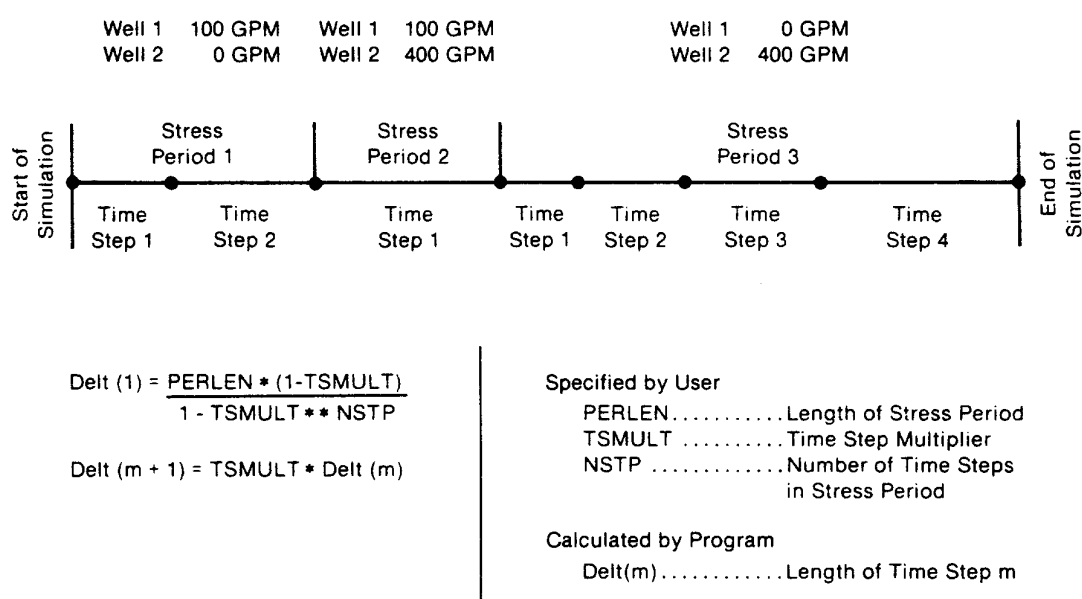 Well 1 100 GPM Well 1 100 GPM Well 1 0 GPM
Well 2 0 GPM Well 2 400 GPM Well 2 400 GPM
Start of
Simulation
Stress
Period 1
Stress
Period 2
Stress
Period 3
End of
Simulation
Time
Step 1
Time
Step 2
Time
Step 1
Time
Step 1
Time
Step 2
Time
Step 3
Time
Step 4
Delt (1) = PERLEN * (1-TSMULT)
1 - TSMULT ** NSTP
Delt (m + 1) = TSMULT * Delt (m)
Specified by User
PERLEN...........Length of Stress Period
TSMULT ..........Time Step Multiplier
NSTP .............Number of Time Steps
in Stress Period
Calculated by Program
Delt(m)............Length of Time Step m